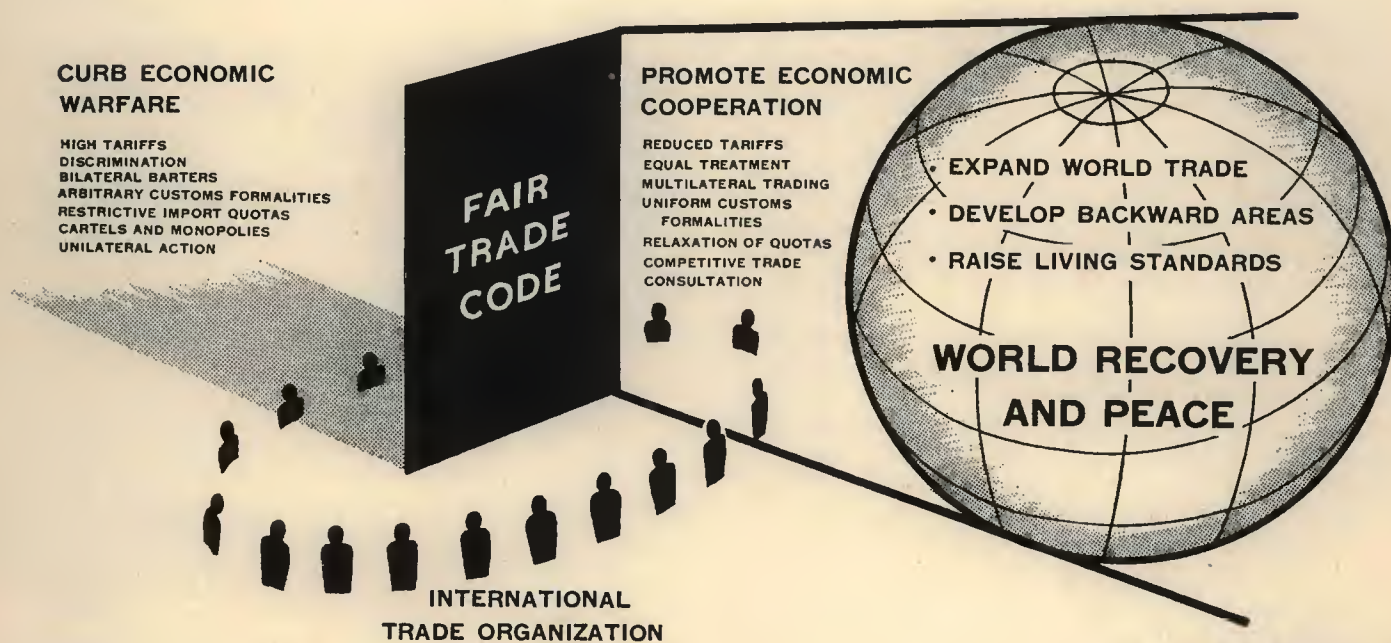 CURB ECONOMIC
WARFARE
HIGH TARIFFS
DISCRIMINATION
BILATERAL BARTERS
ARBITRARY CUSTOMS FORMALITIES
RESTRICTIVE IMPORT QUOTAS
CARTELS AND MONOPOLIES
UNILATERAL ACTION
FAIR
TRADE
CODE
PROMOTE ECONOMIC
COOPERATION
REDUCED TARIFFS
EQUAL TREATMENT
MULTILATERAL TRADING
UNIFORM CUSTOMS
FORMALITIES
RELAXATION OF QUOTAS
COMPETITIVE TRADE
CONSULTATION
• EXPAND WORLD TRADE
• DEVELOP BACKWARD AREAS
• RAISE LIVING STANDARDS
WORLD RECOVERY
AND PEACE
INTERNATIONAL
TRADE ORGANIZATION